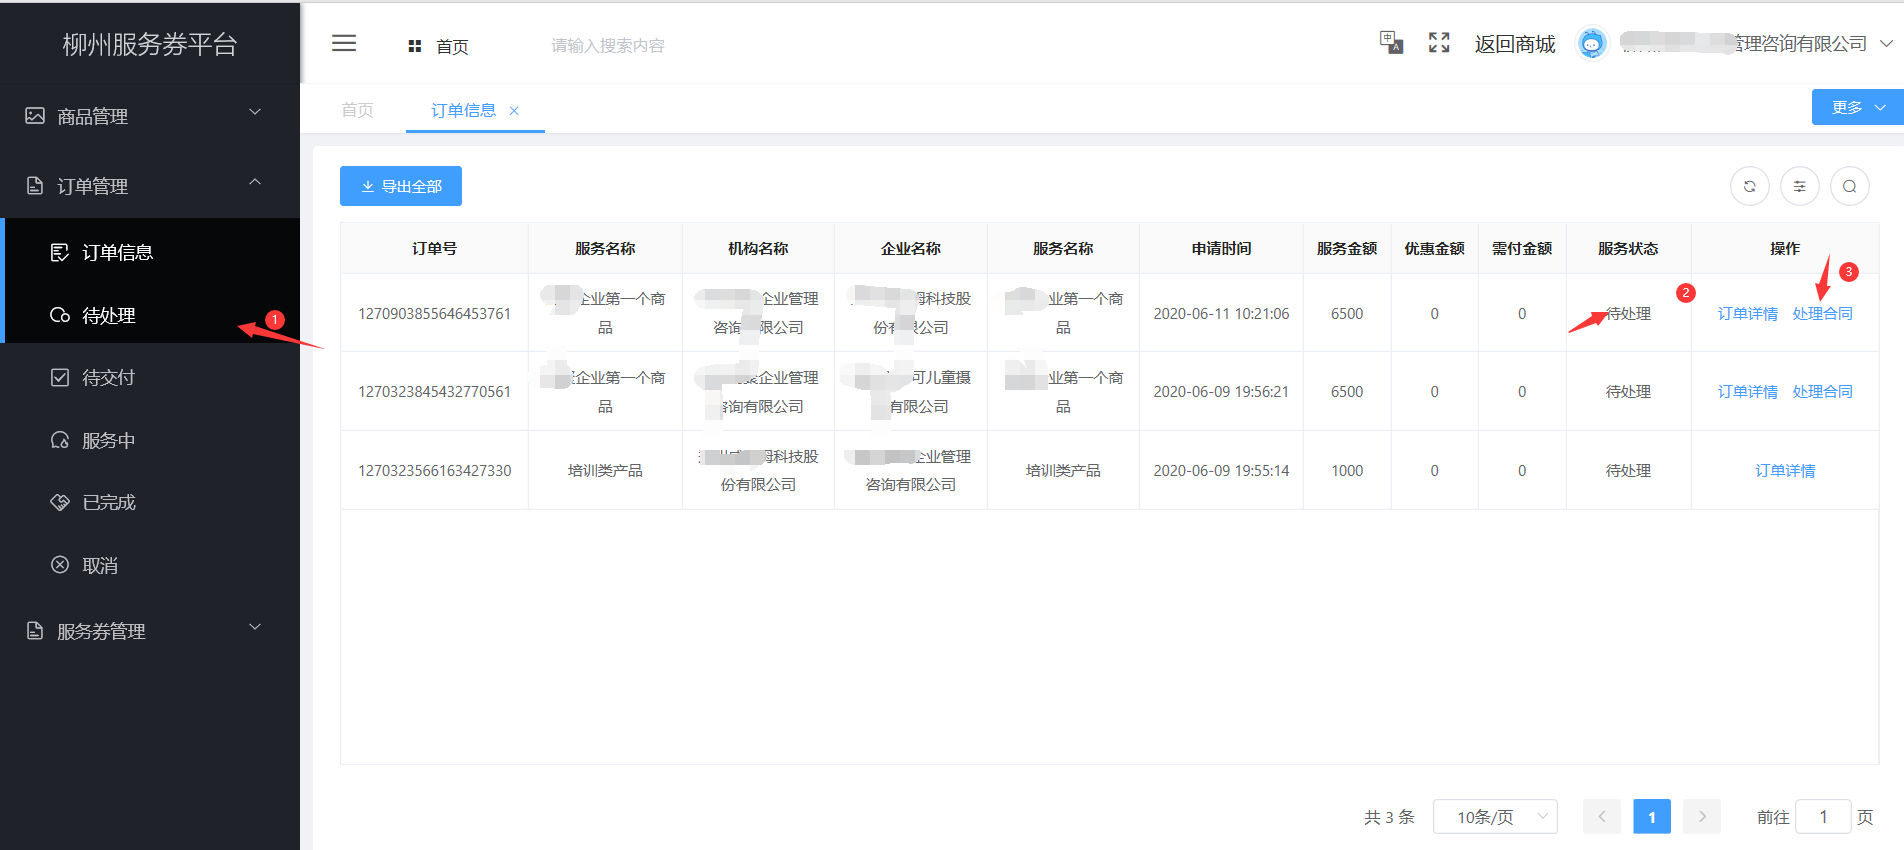 柳州服务券平台
首页
请输入搜索内容
返回商城
管理咨询有限公司
商品管理
订单管理
订单信息
待处理
1
待交付
服务中
已完成
取消
服务券管理
首页
订单信息
更多
导出全部
订单号 服务名称 机构名称 企业名称 服务名称 申请时间 服务金额 优惠金额 需付金额 服务状态 操作
3
2
1270903855646453761 企业第一个商品 企业管理咨询有限公司 姆科技股份有限公司 业第一个商品 2020-06-11 10:21:06 6500 0 0 待处理 订单详情 处理合同
1270323845432770561 企业第一个商品 企业管理咨询有限公司 可儿童摄有限公司 业第一个商品 2020-06-09 19:56:21 6500 0 0 待处理 订单详情 处理合同
1270323566163427330 培训类产品 姆科技股份有限公司 企业管理咨询有限公司 培训类产品 2020-06-09 19:55:14 1000 0 0 待处理 订单详情
共 3 条 10条/页 1 前往 1 页